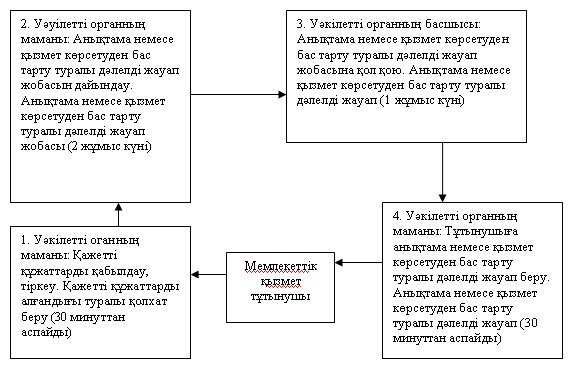 2. Уәуілетті органның
маманы: Анықтама немесе
қызмет көрсетуден бас
тарту туралы дәлелді жауап
жобасын дайындау.
Анықтама немесе қызмет
көрсетуден бас тарту
туралы дәлелді жауап
жобасы (2 жұмыс күні)
3. Уәкілетті органның басшысы:
Анықтама немесе қызмет көрсетуден
бас тарту туралы дәлелді жауап
жобасына қол қою. Анықтама немесе
қызмет көрсетуден бас тарту туралы
дәлелді жауап (1 жұмыс күні)
1. Уәкілетті оганның
маманы: Қажетті
құжаттарды қабылдау,
тіркеу. Қажетті құжаттарды
алғандығы туралы қолхат
беру (30 минуттан
аспайды)
Мемлекеттік
қызмет
тұтынушы
4. Уәкілетті органның
маманы: Тұтынушыға
анықтама немесе қызмет
көрсетуден бас тарту
туралы дәлелді жауап беру.
Анықтама немесе қызмет
көрсетуден бас тарту
туралы дәлелді жауап (30
минуттан аспайды)